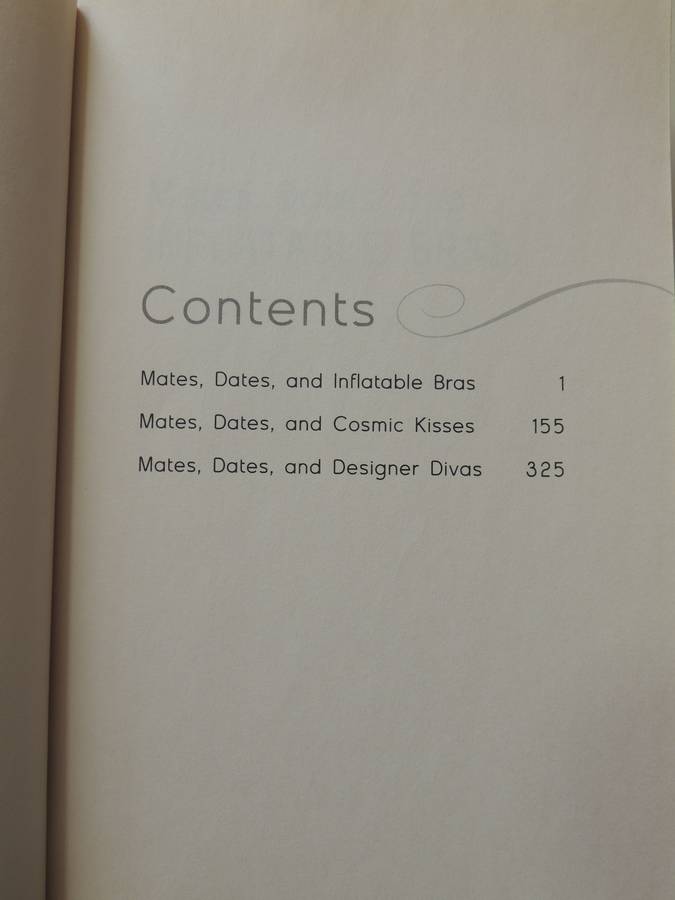 Contents
Mates, Dates, and Inflatable Bras 1
Mates, Dates, and Cosmic Kisses 155
Mates, Dates, and Designer Divas 325